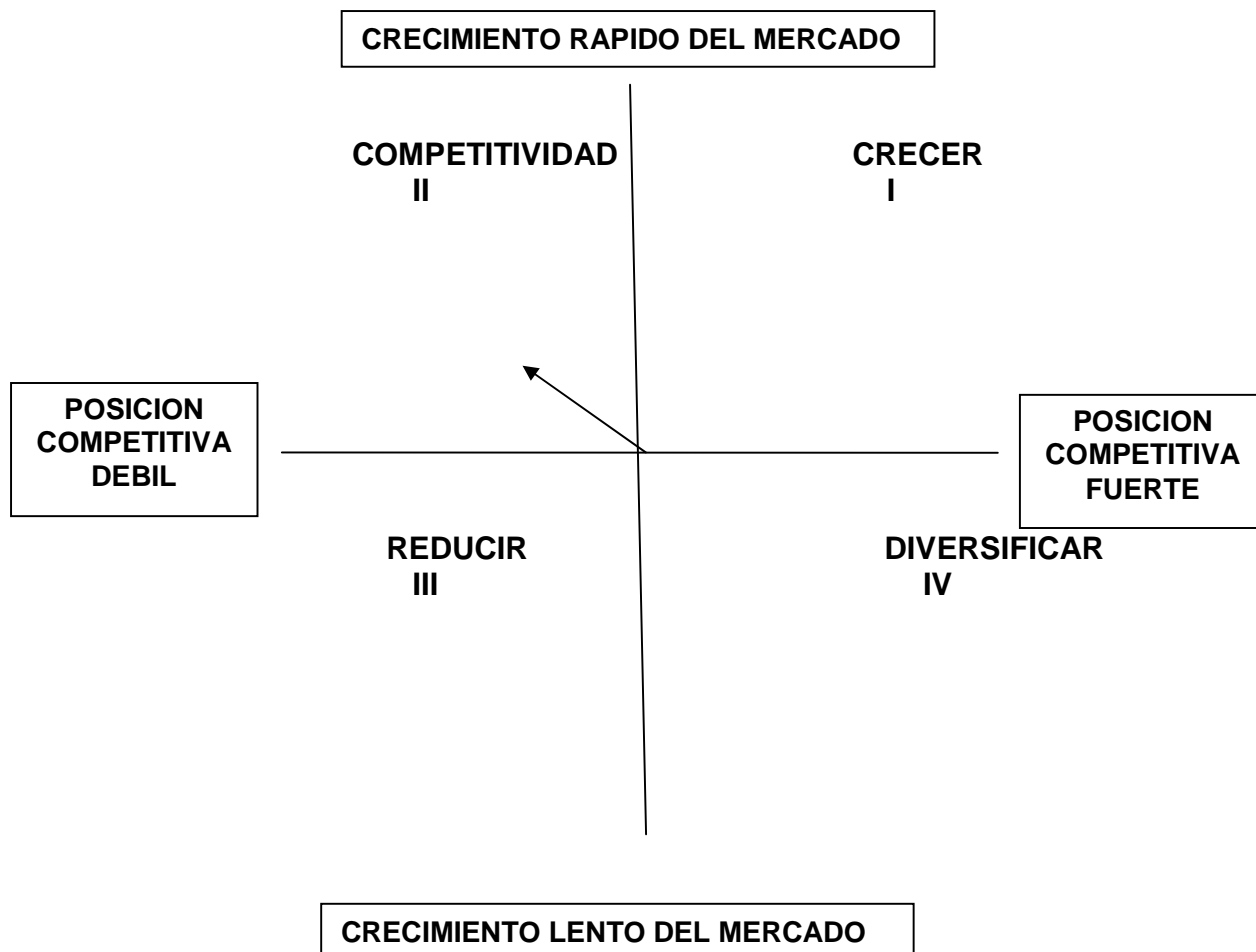 CRECIMIENTO RAPIDO DEL MERCADO
COMPETITIVIDAD
II
CRECER
I
POSICION
COMPETITIVA
DEBIL
POSICION
COMPETITIVA
FUERTE
REDUCIR
III
DIVERSIFICAR
IV
CRECIMIENTO LENTO DEL MERCADO